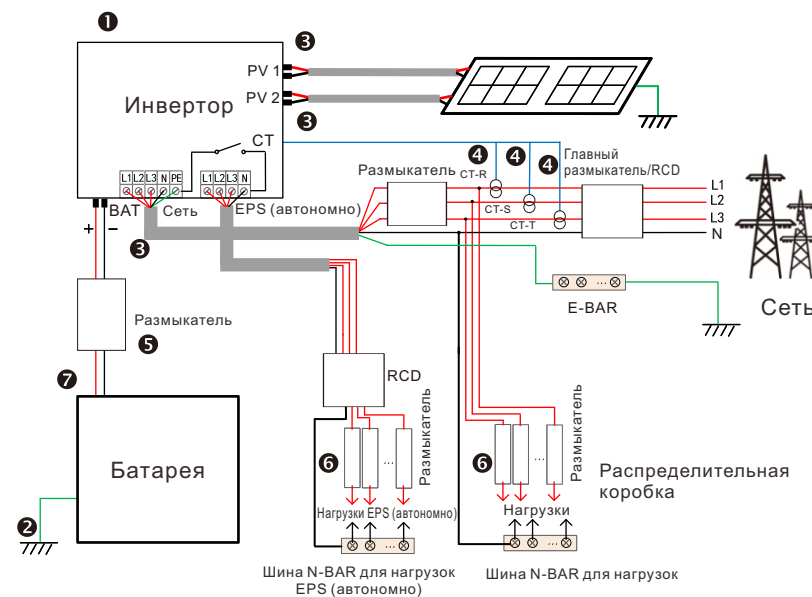 ❶
❸
PV 1
PV 2
❸
Инвертор
CT
L1 L2 L3 N PE
L1 L2 L3 N
BAT
Сеть
EPS (автономно)
+
−
❸
❹
❹
❹
Размыкатель
CT-R
CT-S
CT-T
Главный
размыкатель/RCD
L1
L2
L3
N
E-BAR
Сеть
Размыкатель
❺
❼
RCD
Батарея
❷
❻
...
Размыкатель
❻
...
Размыкатель
Распределительная
коробка
Нагрузки EPS (автономно)
Нагрузки
Шина N-BAR для нагрузок
EPS (автономно)
Шина N-BAR для нагрузок